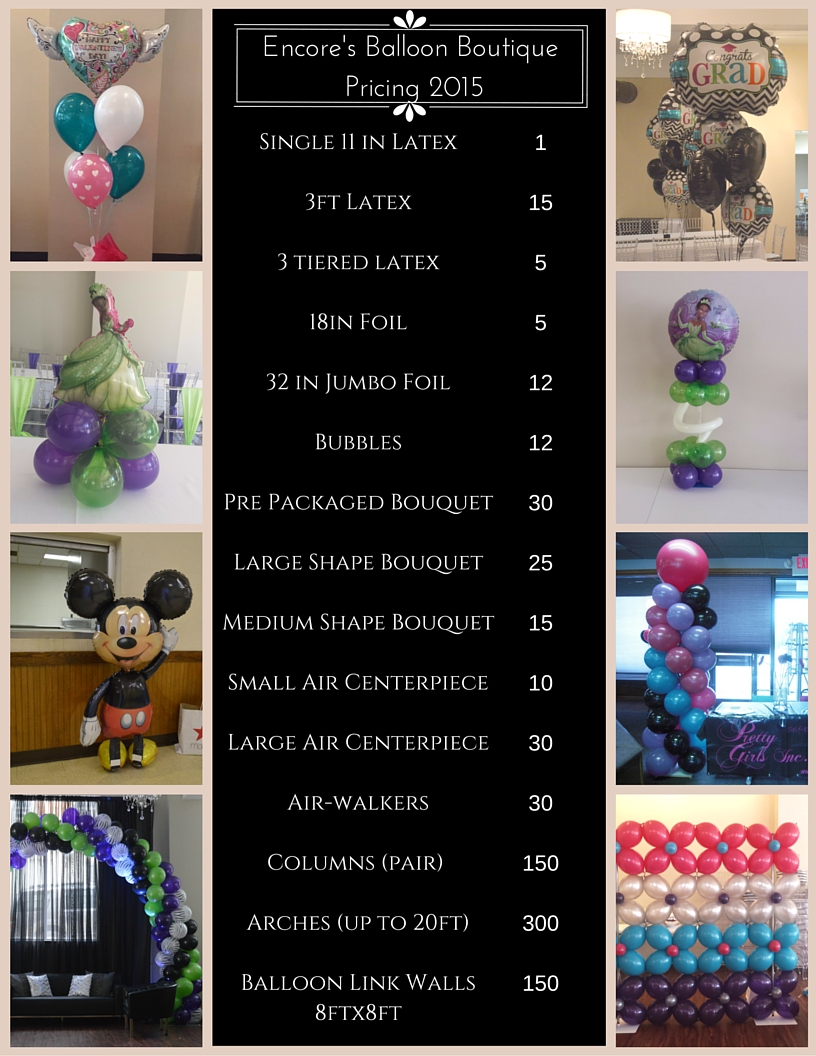 Encore's Balloon Boutique
Pricing 2015
Single 11 in Latex 1
3ft Latex 15
3 tiered latex 5
18in Foil 5
32 in Jumbo Foil 12
Bubbles 12
Pre Packaged Bouquet 30
Large Shape Bouquet 25
Medium Shape Bouquet 15
Small Air Centerpiece 10
Large Air Centerpiece 30
Air-walkers 30
Columns (pair) 150
Arches (up to 20ft) 300
Balloon Link Walls 150
8ftx8ft
HAPPY
VALENTINE'S
DAY!
Congrats
GRAD
GRAD
Pretty
Girls Inc.